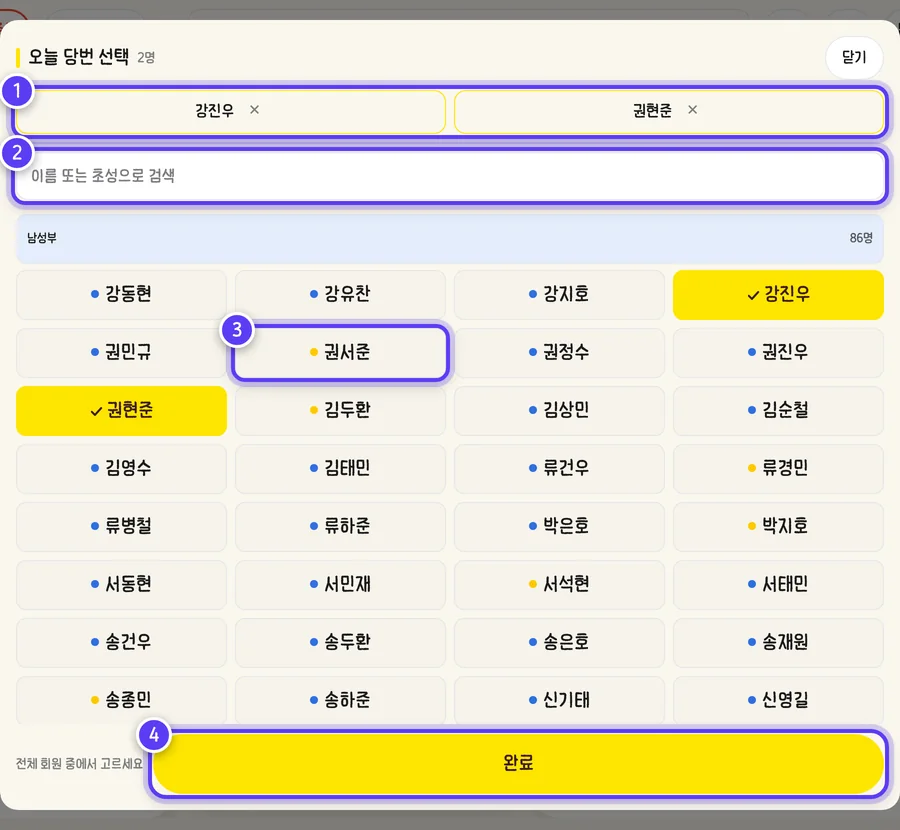 오늘 당번 선택 2명
닫기
1
강진우 × 권현준 ×
2
이름 또는 초성으로 검색
남성부 86명
강동현 강유찬 강지호 ✓ 강진우
3
권민규 권서준 권정수 권진우
✓ 권현준 김두환 김상민 김순철
김영수 김태민 류건우 류경민
류병철 류하준 박은호 박지호
서동현 서민재 서석현 서태민
송건우 송두환 송은호 송재원
송종민 송하준 신기태 신영길
4
전체 회원 중에서 고르세요 완료